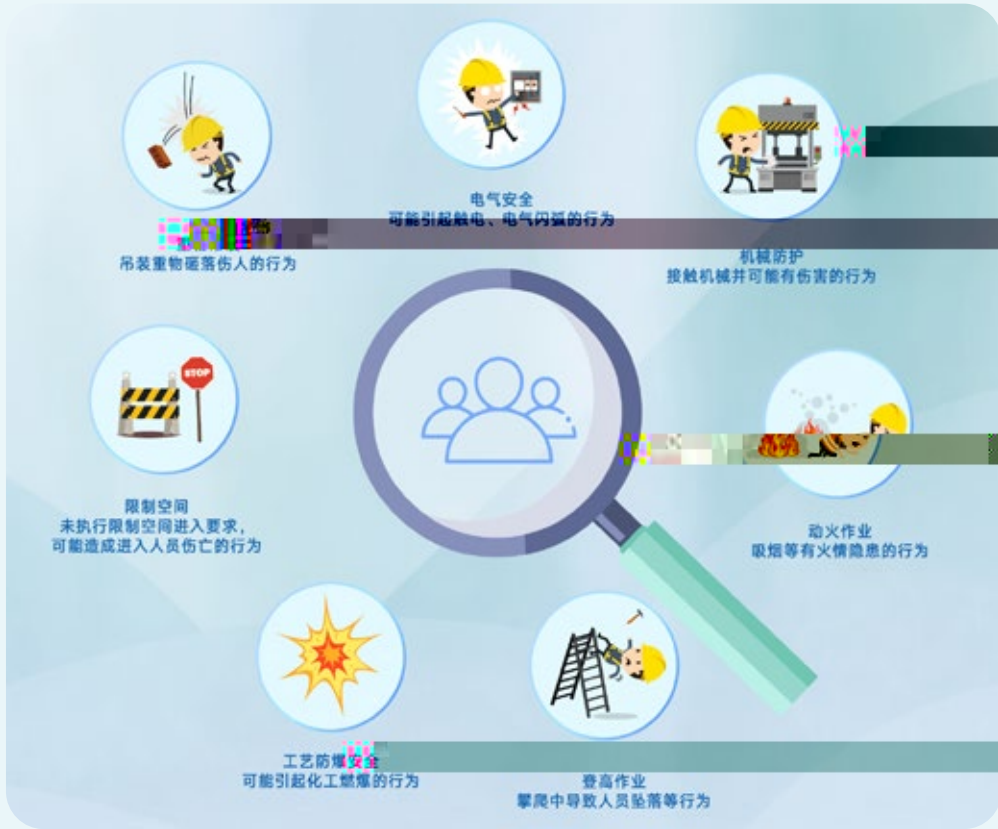 电气安全
可能引起触电、电气闪弧的行为
吊装重物砸落伤人的行为
机械防护
接触机械并可能有伤害的行为
STOP
限制空间
未执行限制空间进入要求，
可能造成进入人员伤亡的行为
动火作业
吸烟等有火情隐患的行为
工艺防爆安全
可能引起化工燃爆的行为
登高作业
攀爬中导致人员坠落等行为